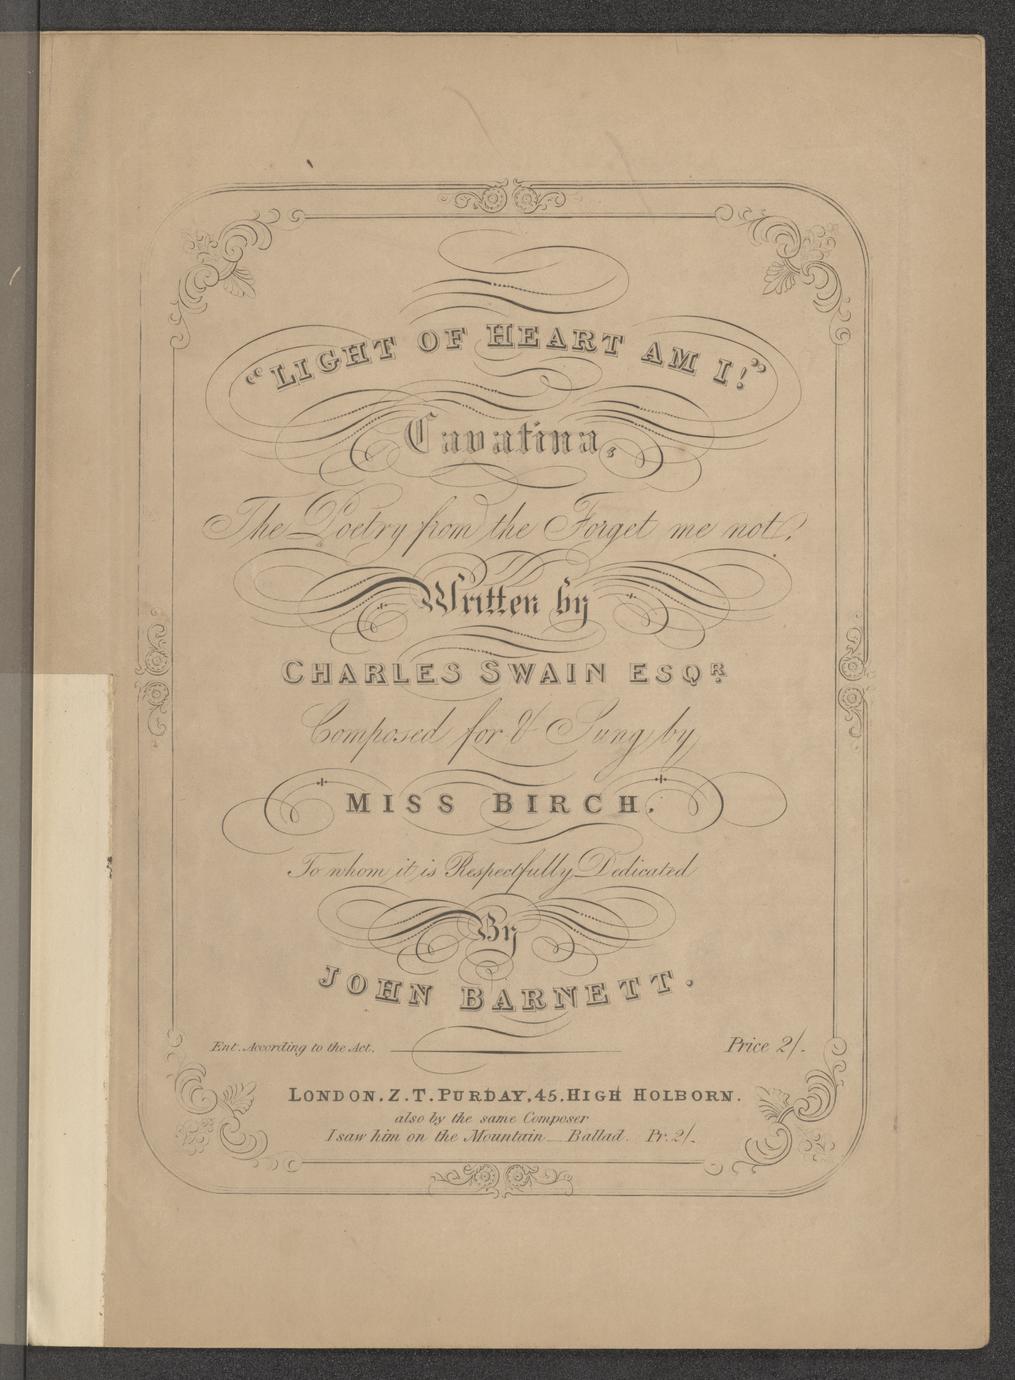 “LIGHT OF HEART AM I!”
Cavatina,
The Poetry from the Forget me not,
Written by
CHARLES SWAIN ESQR.
Composed for & Sung by
MISS BIRCH.
To whom it is Respectfully Dedicated
By
JOHN BARNETT.
Ent. According to the Act. Price 2/.
LONDON. Z.T. PURDAY, 45, HIGH HOLBORN.
also by the same Composer
I saw him on the Mountain _ Ballad. Pr. 2/.